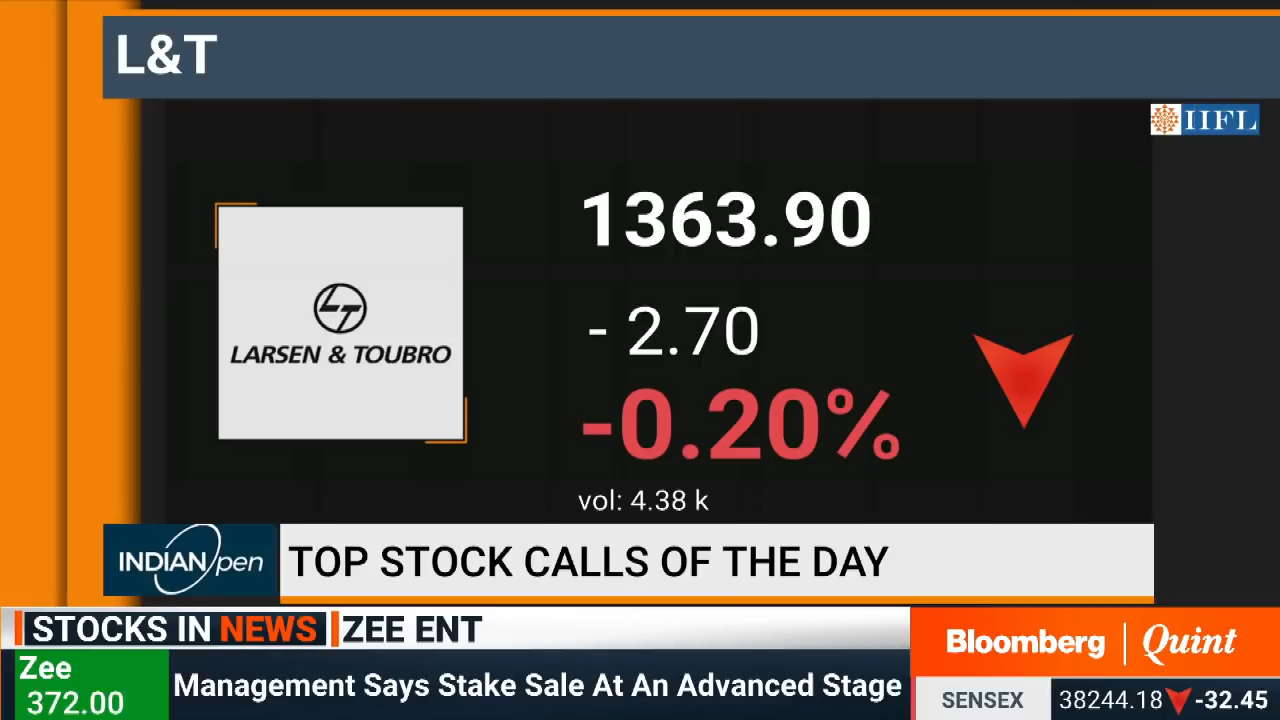 L&T
IIFL
1363.90
- 2.70
-0.20%
vol: 4.38 k
LT
LARSEN & TOUBRO
INDIAN Open
TOP STOCK CALLS OF THE DAY
STOCKS IN NEWS
ZEE ENT
Zee
372.00
Management Says Stake Sale At An Advanced Stage
Bloomberg | Quint
SENSEX 38244.18 -32.45